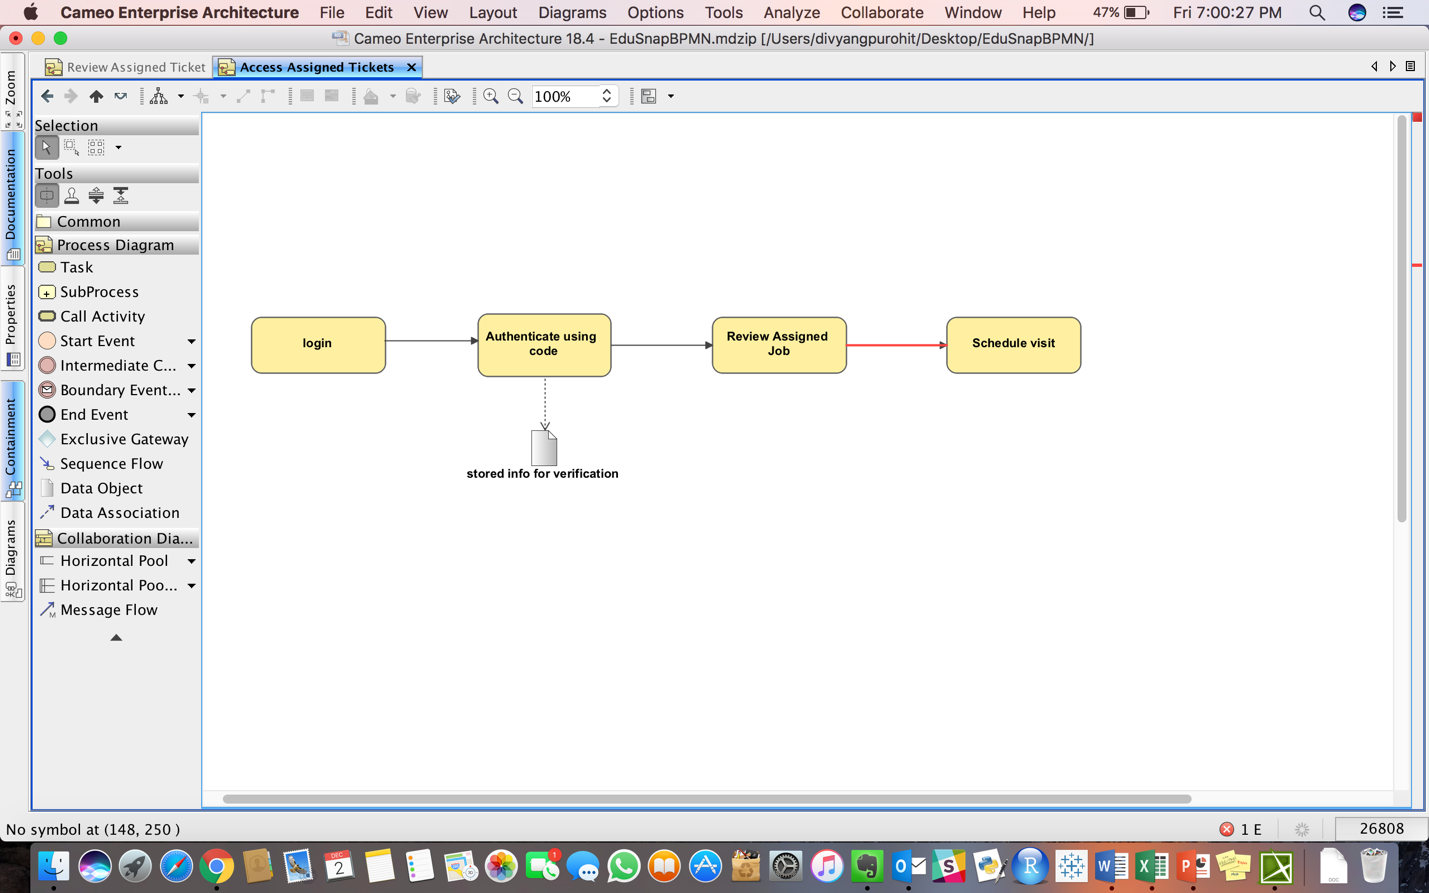 Cameo Enterprise Architecture File Edit View Layout Diagrams Options Tools Analyze Collaborate Window Help 47% Fri 7:00:27 PM
Cameo Enterprise Architecture 18.4 - EduSnapBPMN.mdzip [/Users/divyangpurohit/Desktop/EduSnapBPMN/]
Review Assigned Ticket Access Assigned Tickets
100%
Zoom
Documentation
Properties
Containment
Diagrams
Selection
Tools
Common
Process Diagram
Task
SubProcess
Call Activity
Start Event
Intermediate C...
Boundary Event...
End Event
Exclusive Gateway
Sequence Flow
Data Object
Data Association
Collaboration Dia...
Horizontal Pool
Horizontal Poo...
Message Flow
login
Authenticate using
code
Review Assigned
Job
Schedule visit
stored info for verification
No symbol at (148, 250 )
1 E
26808
DEC
2
1